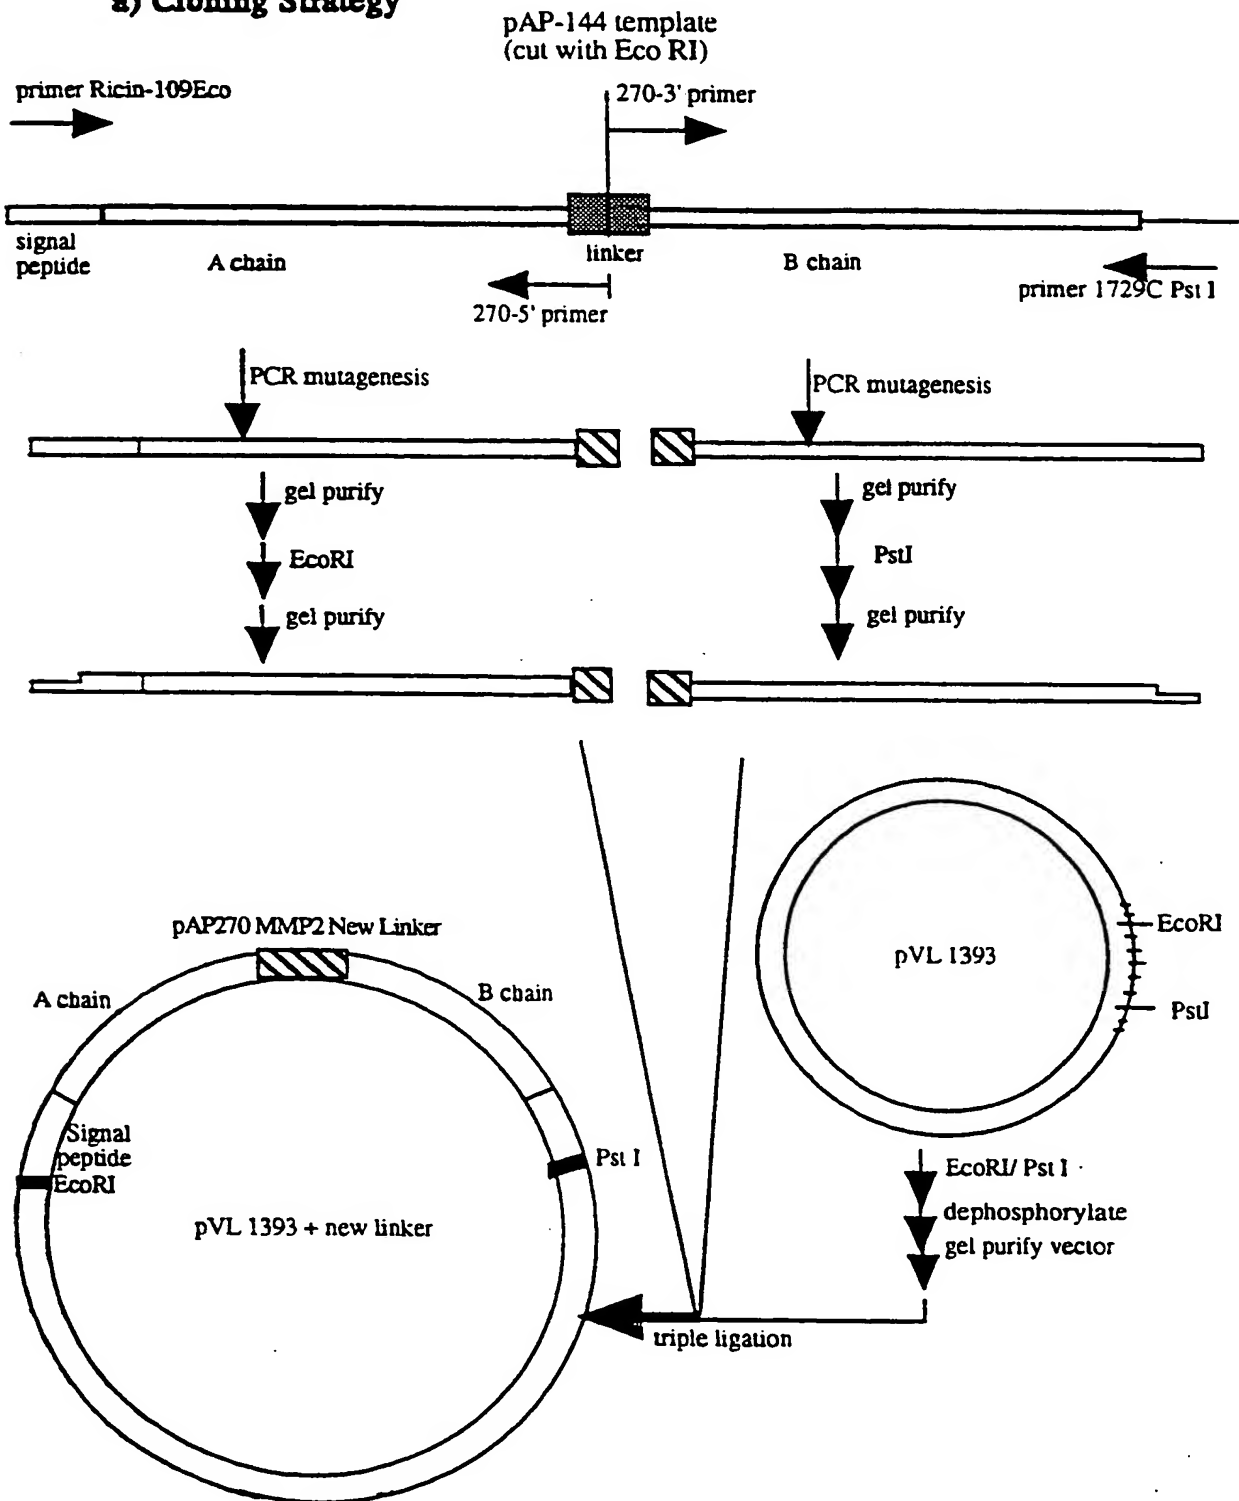 a) Cloning Strategy
pAP-144 template
(cut with Eco RI)
primer Ricin-109Eco
270-3' primer
signal
peptide
A chain
linker
B chain
270-5' primer
primer 1729C Pst I
PCR mutagenesis
PCR mutagenesis
gel purify
gel purify
EcoRI
PstI
gel purify
gel purify
pAP270 MMP2 New Linker
A chain
B chain
EcoRI
pVL 1393
PstI
Signal
peptide
EcoRI
Pst I
pVL 1393 + new linker
EcoRI/ Pst I
dephosphorylate
gel purify vector
triple ligation